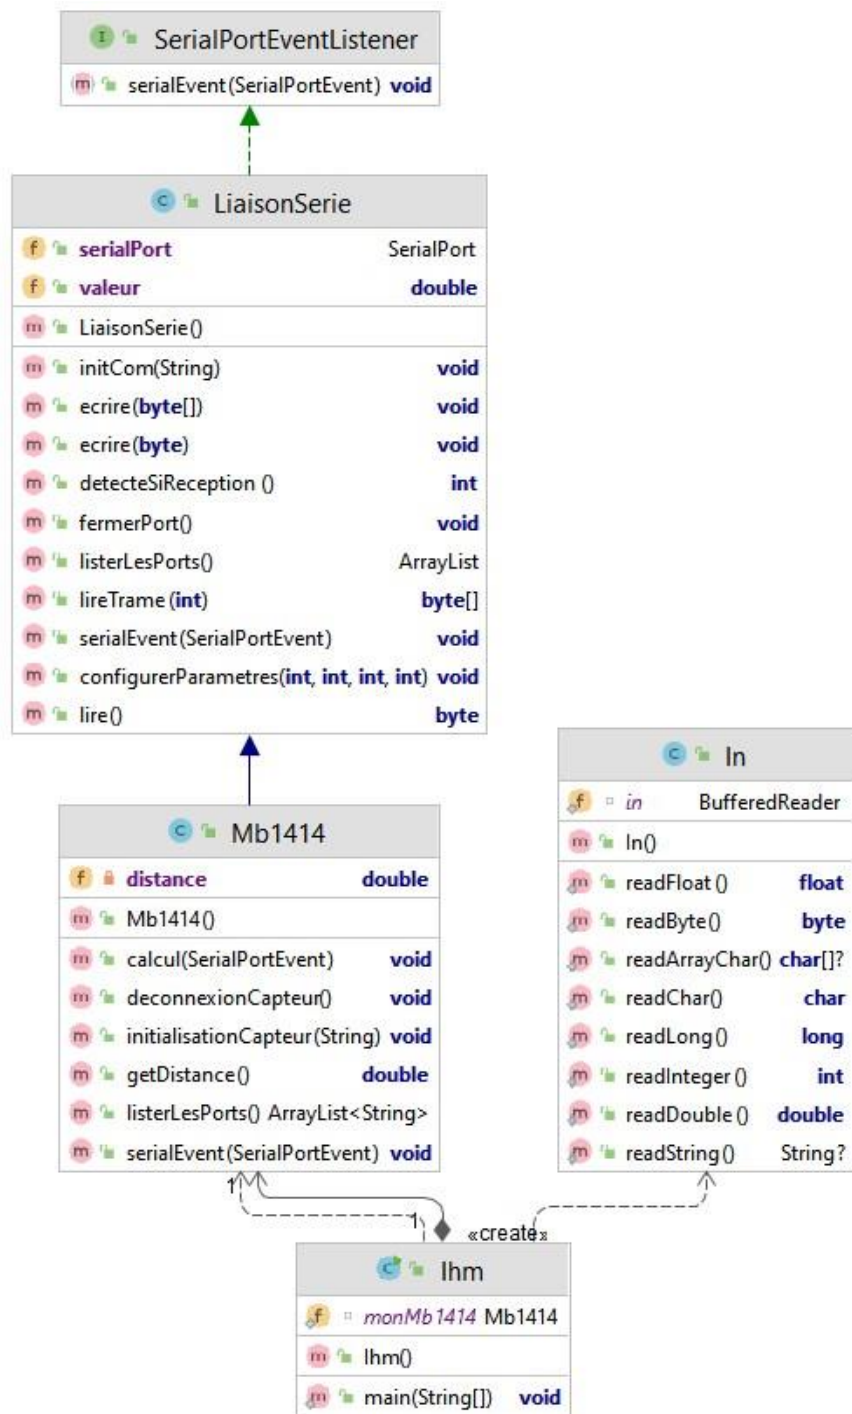 I SerialPortEventListener
m serialEvent(SerialPortEvent) void
C LiaisonSerie
f serialPort SerialPort
f valeur double
m LiaisonSerie()
m initCom(String) void
m ecrire(byte[]) void
m ecrire(byte) void
m detecteSiReception () int
m fermerPort() void
m listerLesPorts() ArrayList
m lireTrame(int) byte[]
m serialEvent(SerialPortEvent) void
m configurerParametres(int, int, int, int) void
m lire() byte
C Mb1414
f distance double
m Mb1414()
m calcul(SerialPortEvent) void
m deconnexionCapteur() void
m initialisationCapteur(String) void
m getDistance() double
m listerLesPorts() ArrayList<String>
m serialEvent(SerialPortEvent) void
C In
f in BufferedReader
m In()
m readFloat() float
m readByte() byte
m readArrayChar() char[]?
m readChar() char
m readLong() long
m readInteger() int
m readDouble() double
m readString() String?
1
1
«create»
C Ihm
f monMb1414 Mb1414
m Ihm()
m main(String[]) void